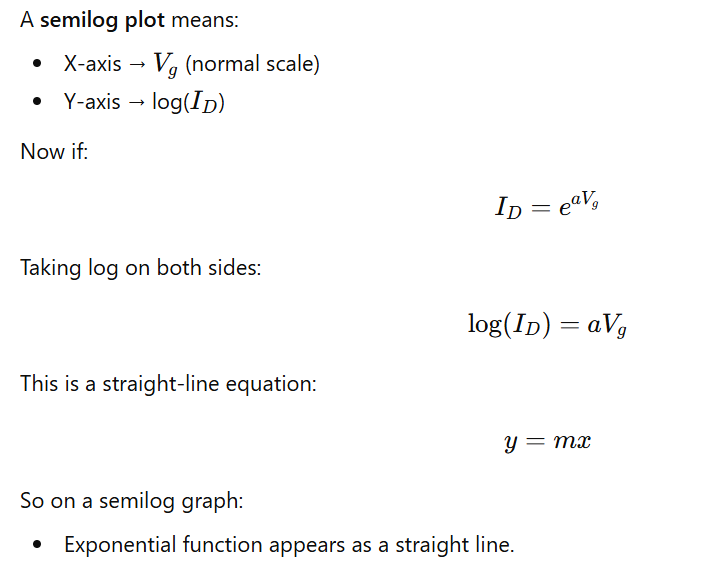 A semilog plot means:
• X-axis → V_g (normal scale)
• Y-axis → log(I_D)
Now if:
I_D = e^{aV_g}
Taking log on both sides:
log(I_D) = aV_g
This is a straight-line equation:
y = mx
So on a semilog graph:
• Exponential function appears as a straight line.